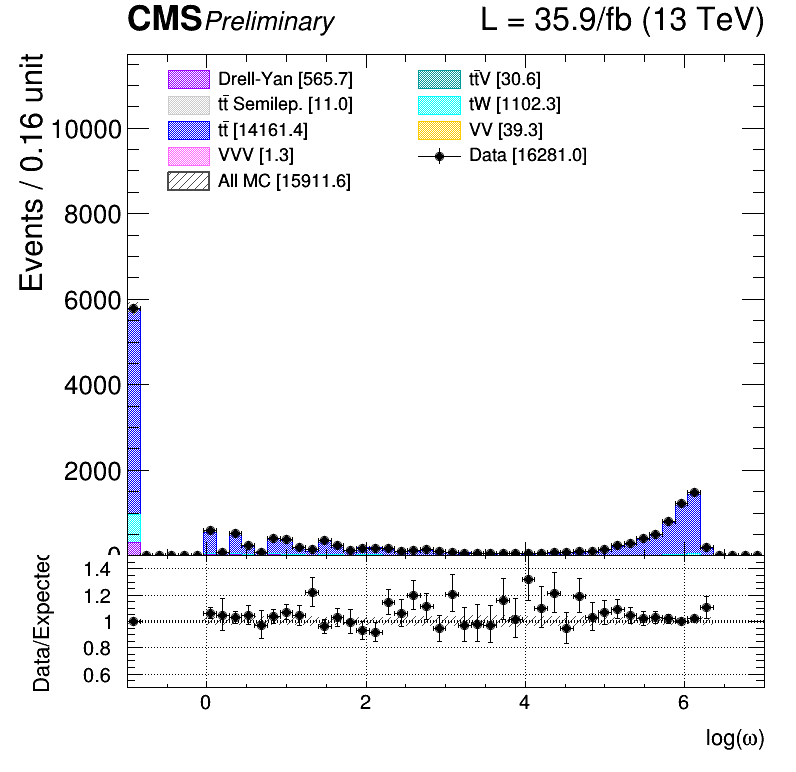 CMS Preliminary L = 35.9/fb (13 TeV)
Events / 0.16 unit
10000
8000
6000
4000
2000
0
Drell-Yan [565.7]
tt̄ Semilep. [11.0]
tt̄ [14161.4]
VVV [1.3]
All MC [15911.6]
tt̄V [30.6]
tW [1102.3]
VV [39.3]
Data [16281.0]
Data/Expected
1.4
1.2
1
0.8
0.6
0 2 4 6
log(ω)